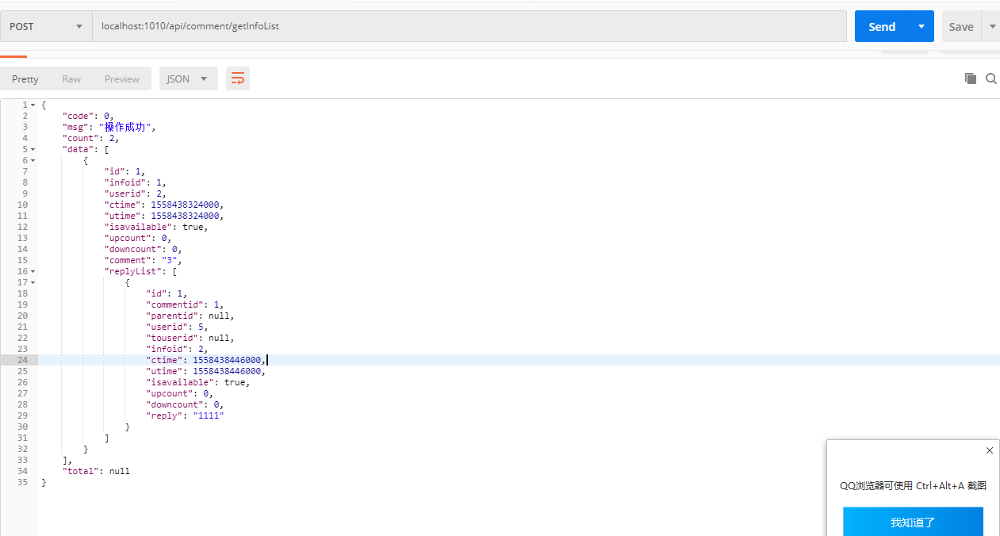 POST localhost:1010/api/comment/getInfoList Send Save
Pretty Raw Preview JSON
1 {
2 "code": 0,
3 "msg": "操作成功",
4 "count": 2,
5 "data": [
6 {
7 "id": 1,
8 "infoid": 1,
9 "userid": 2,
10 "ctime": 1558438324000,
11 "utime": 1558438324000,
12 "isavailable": true,
13 "upcount": 0,
14 "downcount": 0,
15 "comment": "3",
16 "replyList": [
17 {
18 "id": 1,
19 "commentid": 1,
20 "parentid": null,
21 "userid": 5,
22 "touserid": null,
23 "infoid": 2,
24 "ctime": 1558438446000,
25 "utime": 1558438446000,
26 "isavailable": true,
27 "upcount": 0,
28 "downcount": 0,
29 "reply": "1111"
30 }
31 ]
32 }
33 ],
34 "total": null
35 }
QQ浏览器可使用 Ctrl+Alt+A 截图
我知道了